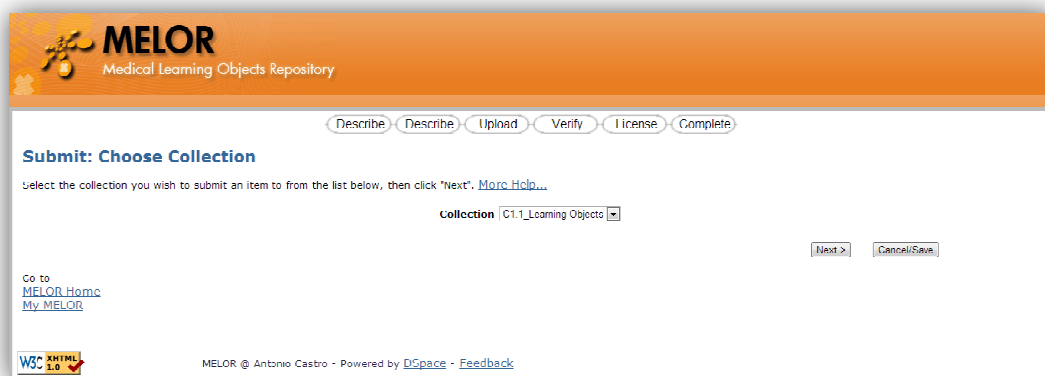 MELOR
Medical Learning Objects Repository
Describe Describe Upload Verify License Complete
Submit: Choose Collection
Select the collection you wish to submit an item to from the list below, then click "Next". More Help...
Collection C1.1_Learning Objects
Next > Cancel/Save
Go to
MELOR Home
My MELOR
W3C XHTML 1.0
MELOR @ Antonio Castro - Powered by DSpace - Feedback